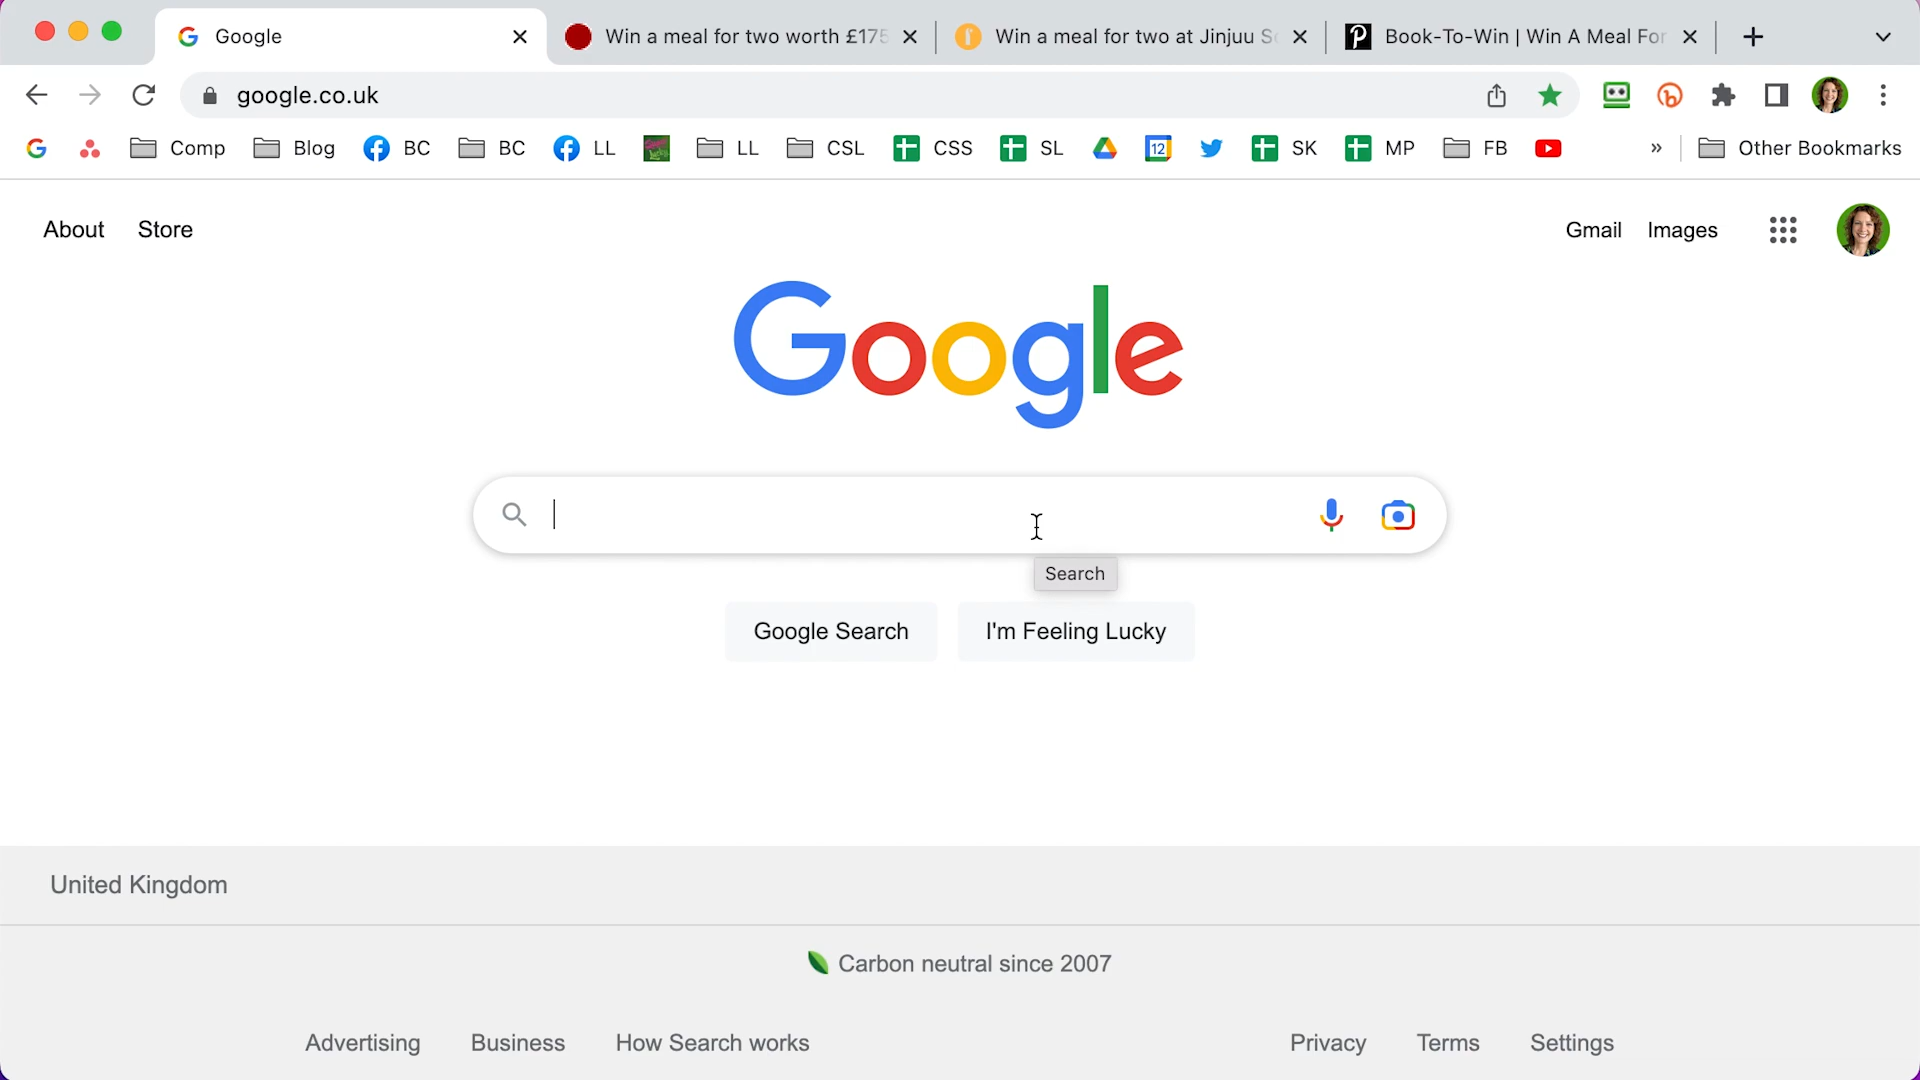 Google
Win a meal for two worth £175
Win a meal for two at Jinjuu S
Book-To-Win | Win A Meal For
google.co.uk
Comp
Blog
BC
BC
LL
LL
CSL
CSS
SL
12
SK
MP
FB
»
Other Bookmarks
About
Store
Gmail
Images
Google
Search
Google Search
I'm Feeling Lucky
United Kingdom
Carbon neutral since 2007
Advertising
Business
How Search works
Privacy
Terms
Settings